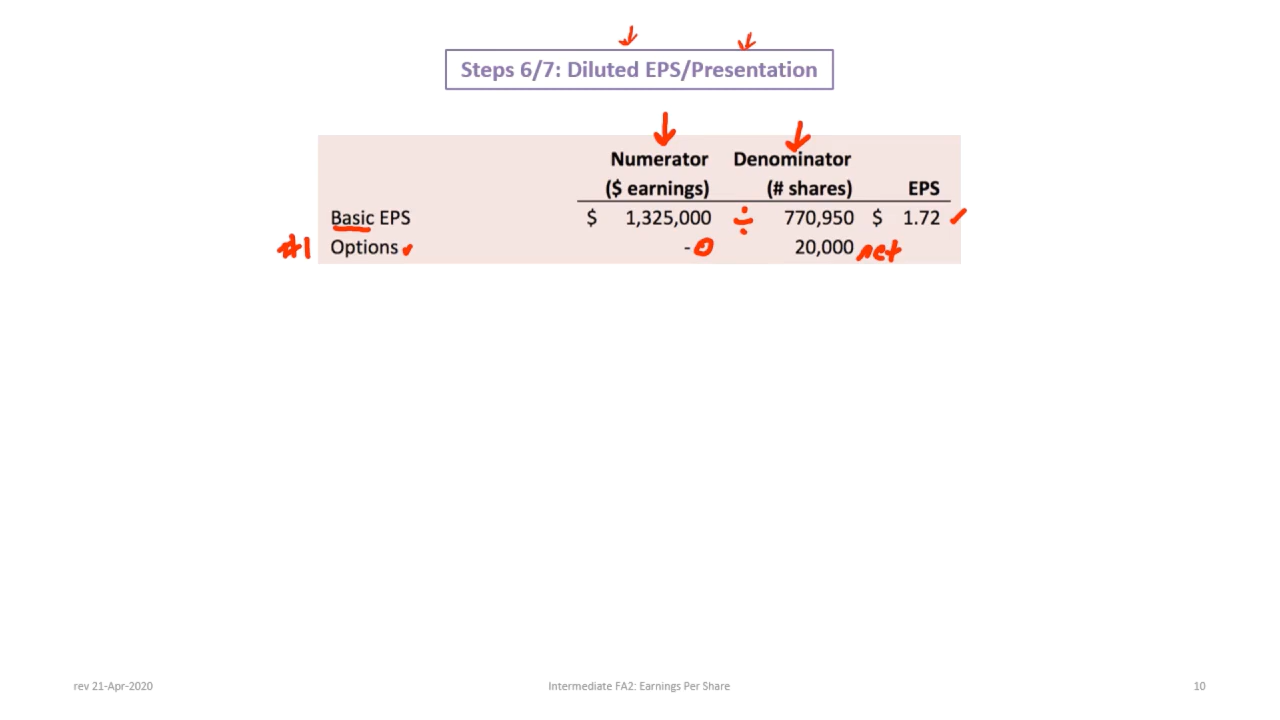 Steps 6/7: Diluted EPS/Presentation
Numerator Denominator
($ earnings) (# shares) EPS
Basic EPS $ 1,325,000 ÷ 770,950 $ 1.72
#1 Options - 0 20,000 net
rev 21-Apr-2020 Intermediate FA2: Earnings Per Share 10